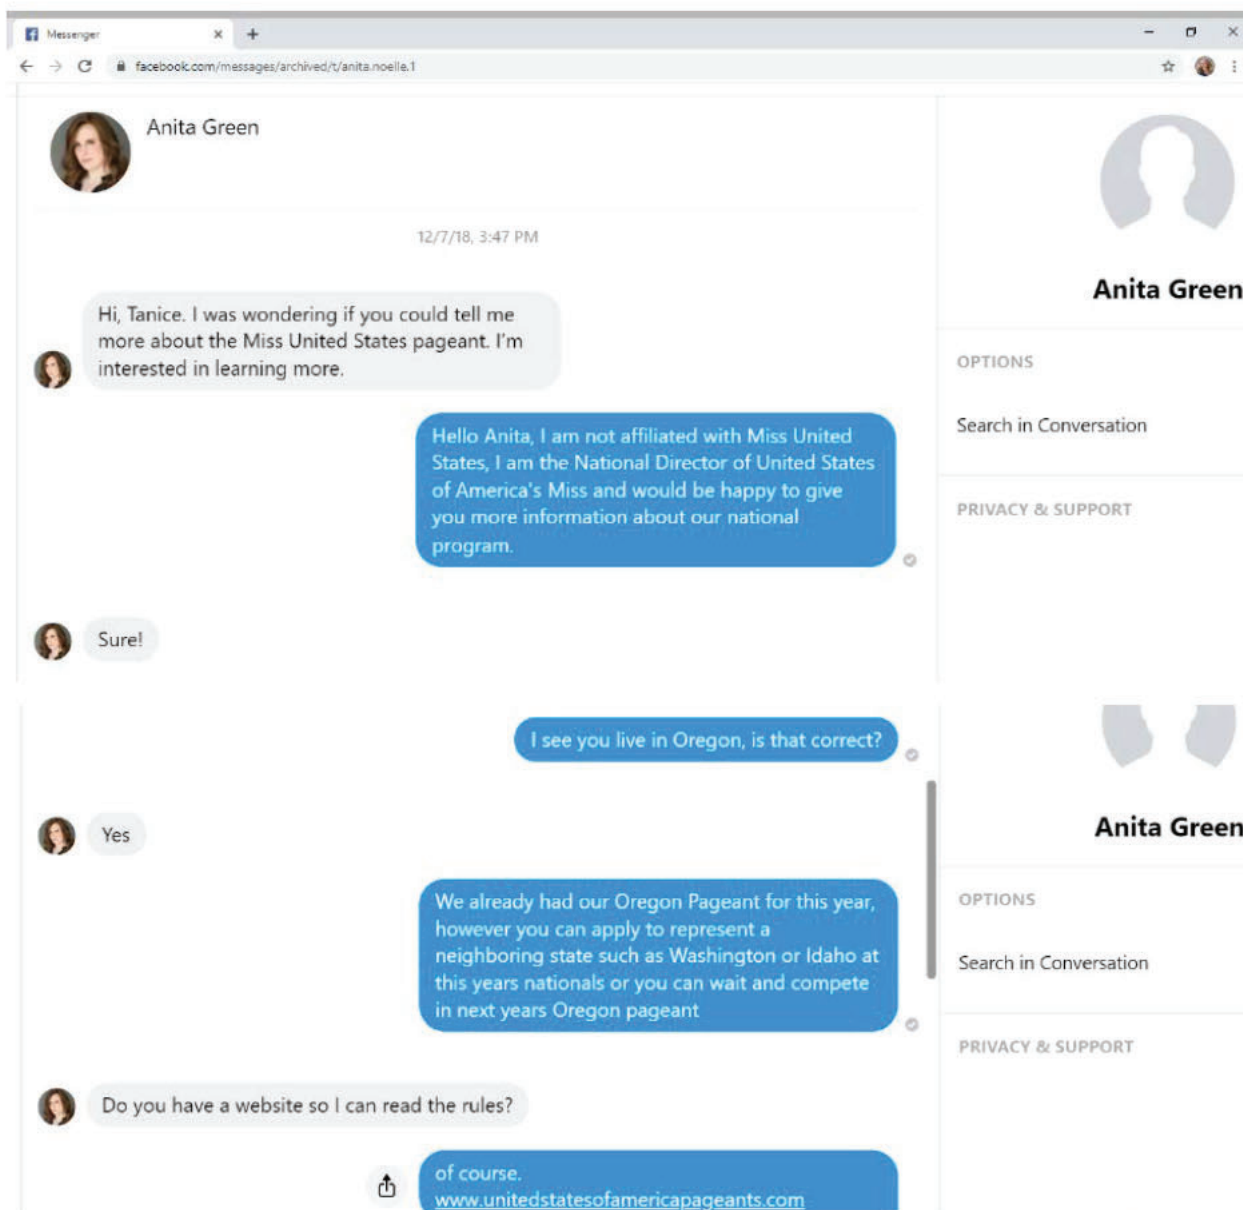 Messenger
facebook.com/messages/archived/t/anita.noelle.1
Anita Green
12/7/18, 3:47 PM
Hi, Tanice. I was wondering if you could tell me
more about the Miss United States pageant. I'm
interested in learning more.
Anita Green
OPTIONS
Search in Conversation
PRIVACY & SUPPORT
Hello Anita, I am not affiliated with Miss United
States, I am the National Director of United States
of America's Miss and would be happy to give
you more information about our national
program.
Sure!
I see you live in Oregon, is that correct?
Yes
Anita Green
OPTIONS
Search in Conversation
PRIVACY & SUPPORT
We already had our Oregon Pageant for this year,
however you can apply to represent a
neighboring state such as Washington or Idaho at
this years nationals or you can wait and compete
in next years Oregon pageant
Do you have a website so I can read the rules?
of course.
www.unitedstatesofamericapageants.com